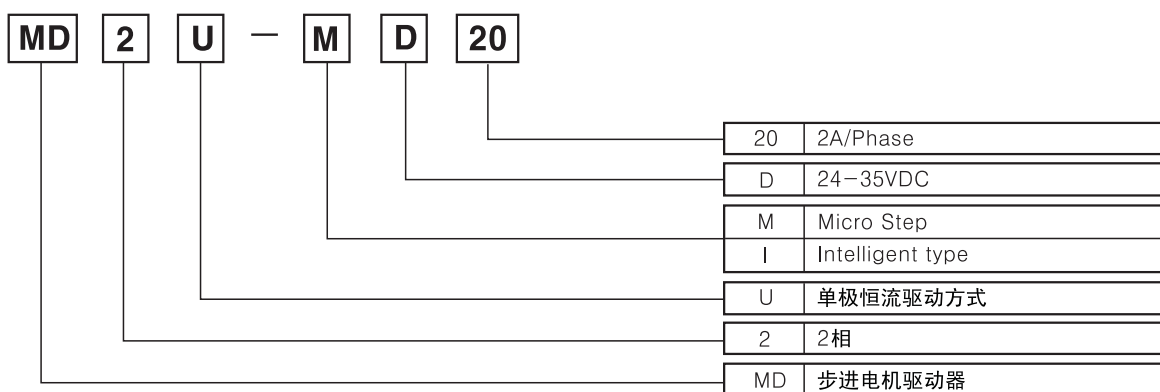 MD 2 U - M D 20
20 2A/Phase
D 24-35VDC
M Micro Step
I Intelligent type
U 单极恒流驱动方式
2 2相
MD 步进电机驱动器